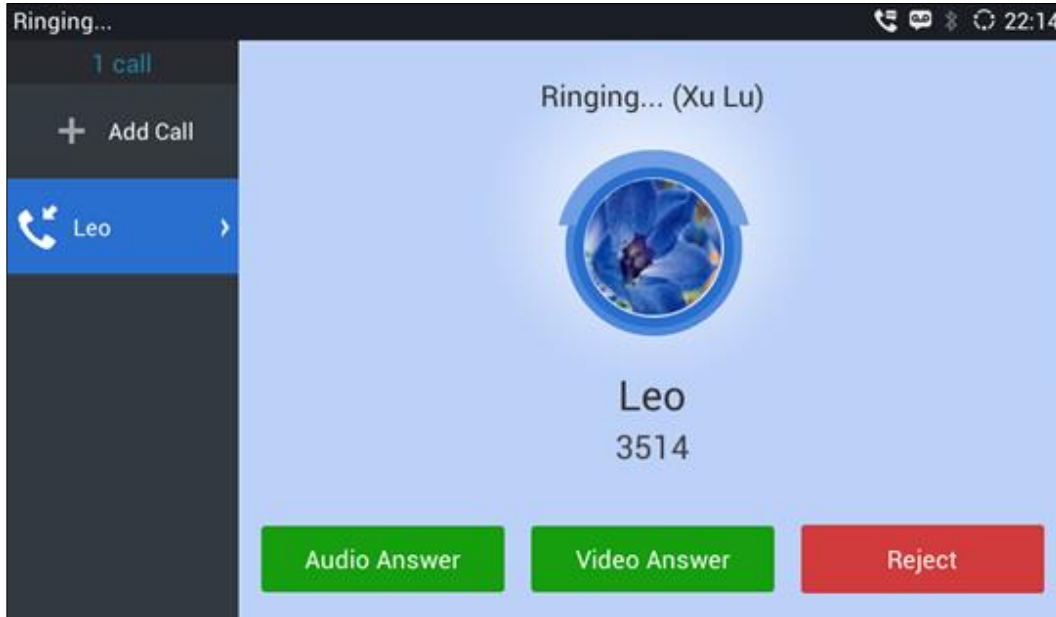 Ringing...
22:14
1 call
Add Call
Leo
Ringing... (Xu Lu)
Leo
3514
Audio Answer
Video Answer
Reject